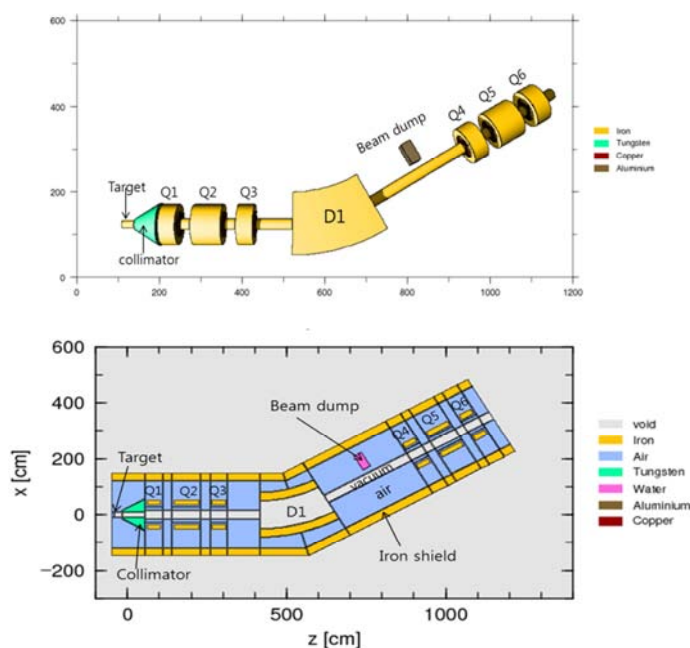 600
400
200
0
0
200
400
600
800
1000
1200
Target
Q1
Q2
Q3
collimator
D1
Beam dump
Q4
Q5
Q6
Iron
Tungsten
Copper
Aluminium
600
400
200
0
−200
x [cm]
0
500
1000
z [cm]
Beam dump
Target
Q1
Q2
Q3
Collimator
D1
vacuum
air
Q4
Q5
Q6
Iron shield
void
Iron
Air
Tungsten
Water
Aluminium
Copper